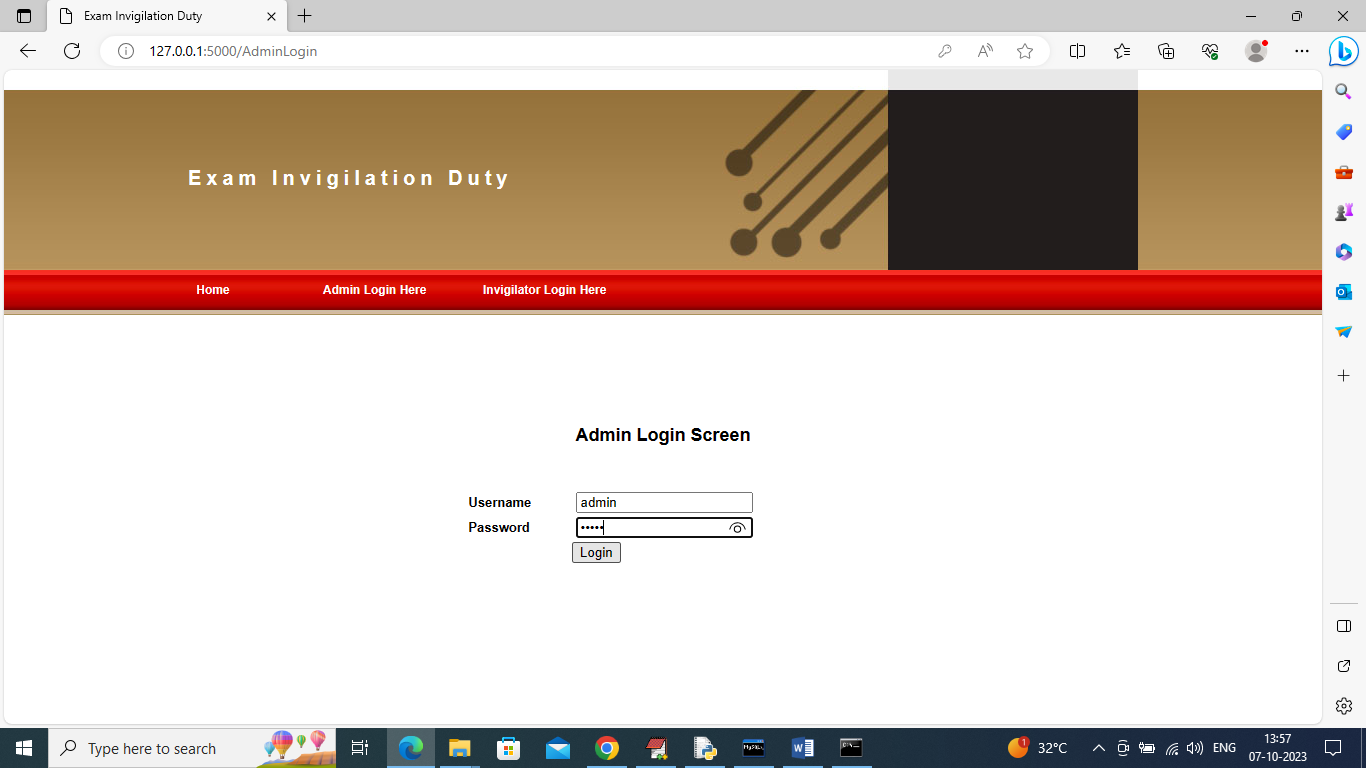 Exam Invigilation Duty
127.0.0.1:5000/AdminLogin
Exam Invigilation Duty
Home Admin Login Here Invigilator Login Here
Admin Login Screen
Username admin
Password •••••
Login
Type here to search
1 32°C ENG 13:57
07-10-2023